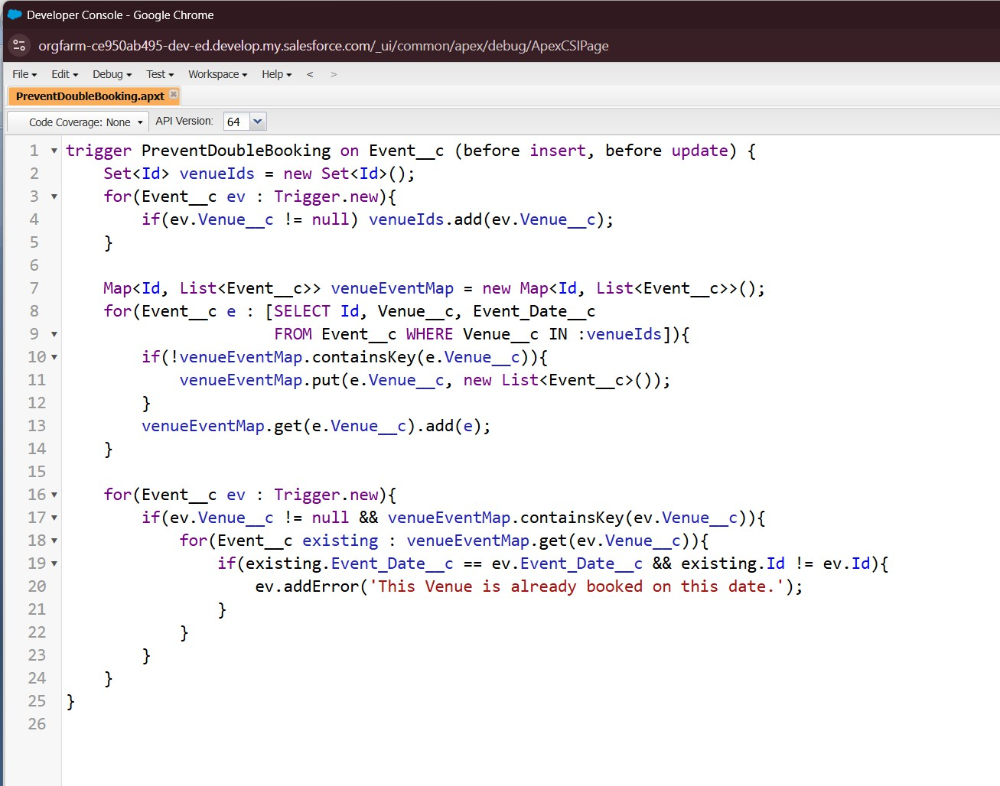 Developer Console - Google Chrome
orgfarm-ce950ab495-dev-ed.develop.my.salesforce.com/_ui/common/apex/debug/ApexCSIPage
File Edit Debug Test Workspace Help < >
PreventDoubleBooking.apxt
Code Coverage: None API Version: 64
1 trigger PreventDoubleBooking on Event__c (before insert, before update) {
2     Set<Id> venueIds = new Set<Id>();
3     for(Event__c ev : Trigger.new){
4         if(ev.Venue__c != null) venueIds.add(ev.Venue__c);
5     }
6
7     Map<Id, List<Event__c>> venueEventMap = new Map<Id, List<Event__c>>();
8     for(Event__c e : [SELECT Id, Venue__c, Event_Date__c
9                       FROM Event__c WHERE Venue__c IN :venueIds]){
10         if(!venueEventMap.containsKey(e.Venue__c)){
11             venueEventMap.put(e.Venue__c, new List<Event__c>());
12         }
13         venueEventMap.get(e.Venue__c).add(e);
14     }
15
16     for(Event__c ev : Trigger.new){
17         if(ev.Venue__c != null && venueEventMap.containsKey(ev.Venue__c)){
18             for(Event__c existing : venueEventMap.get(ev.Venue__c)){
19                 if(existing.Event_Date__c == ev.Event_Date__c && existing.Id != ev.Id){
20                     ev.addError('This Venue is already booked on this date.');
21                 }
22             }
23         }
24     }
25 }
26